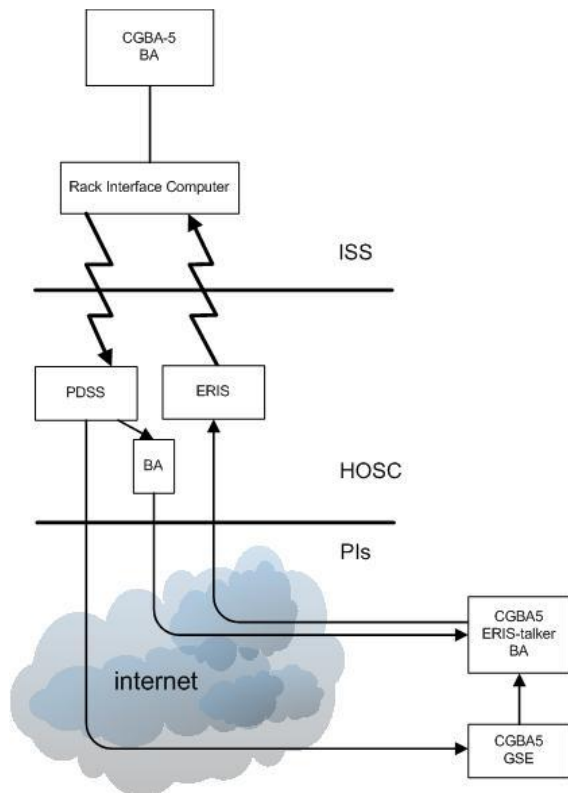 CGBA-5
BA
Rack Interface Computer
ISS
PDSS
ERIS
BA
HOSC
PIs
internet
CGBA5
ERIS-talker
BA
CGBA5
GSE